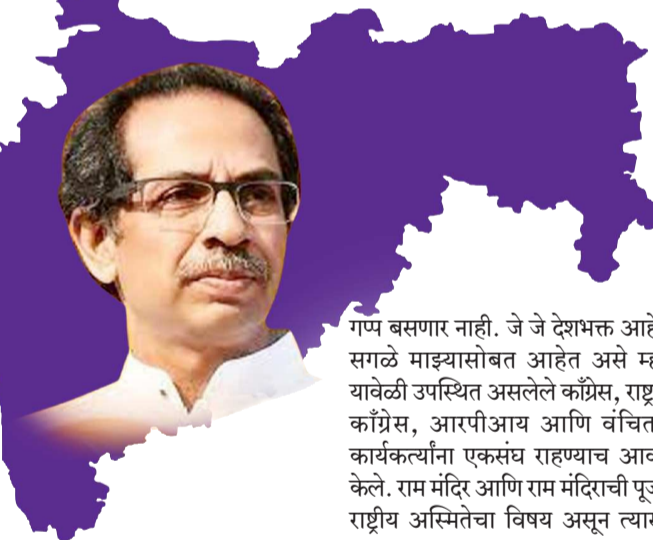 गप्प बसणार नाही. जे जे देशभक्त आहे
सगळे माझ्यासोबत आहेत असे
यावेळी उपस्थित असलेले काँग्रेस,
काँग्रेस, आरपीआय आणि वंचित
कार्यकर्त्यांना एकसंघ राहण्याच
केले. राम मंदिर आणि राम मंदिराची
राष्ट्रीय अस्मितेचा विषय असून